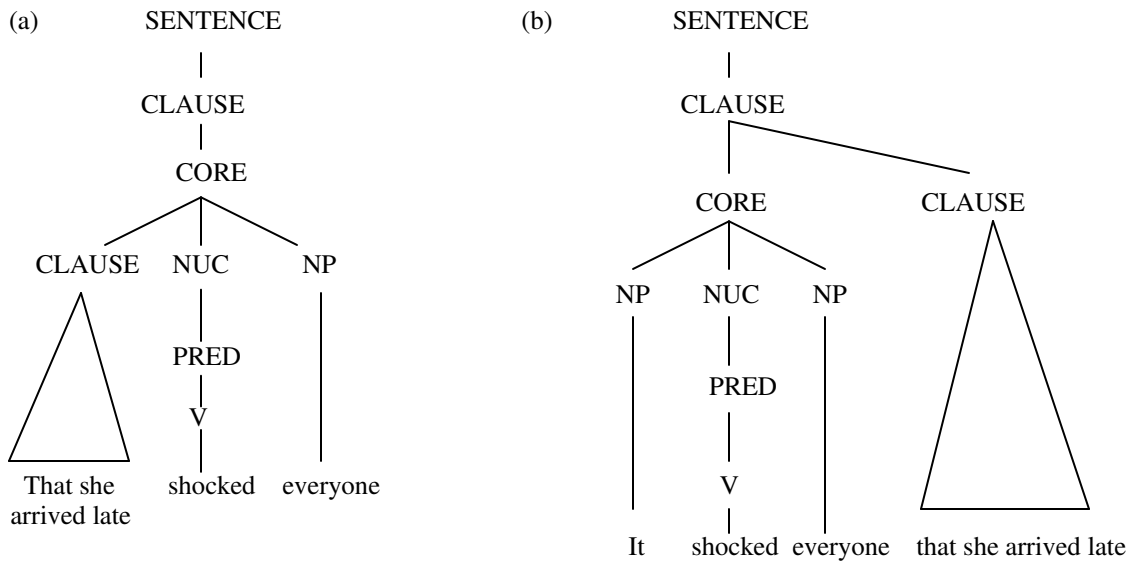 (a) SENTENCE
CLAUSE
CORE
CLAUSE NUC NP
PRED
V
That she shocked everyone
arrived late
(b) SENTENCE
CLAUSE
CORE CLAUSE
NP NUC NP
PRED
V
It shocked everyone that she arrived late